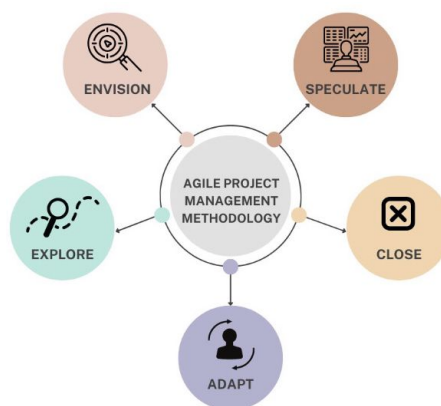 ENVISION
SPECULATE
AGILE PROJECT
MANAGEMENT
METHODOLOGY
EXPLORE
CLOSE
ADAPT